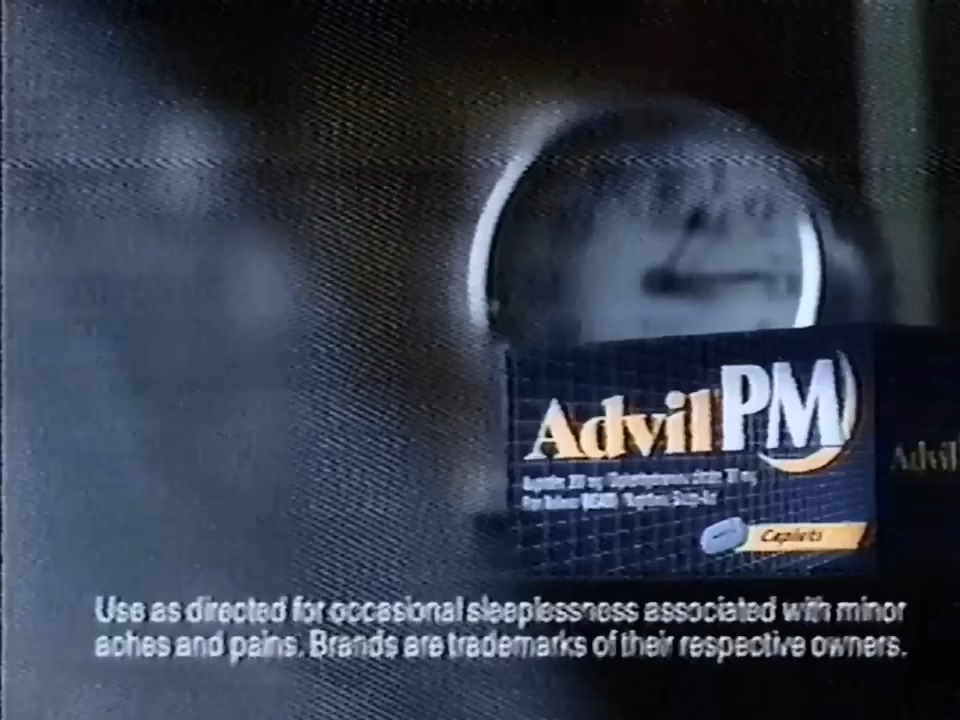 Advil PM
Advil
Caplets
Use as directed for occasional sleeplessness associated with minor
aches and pains. Brands are trademarks of their respective owners.